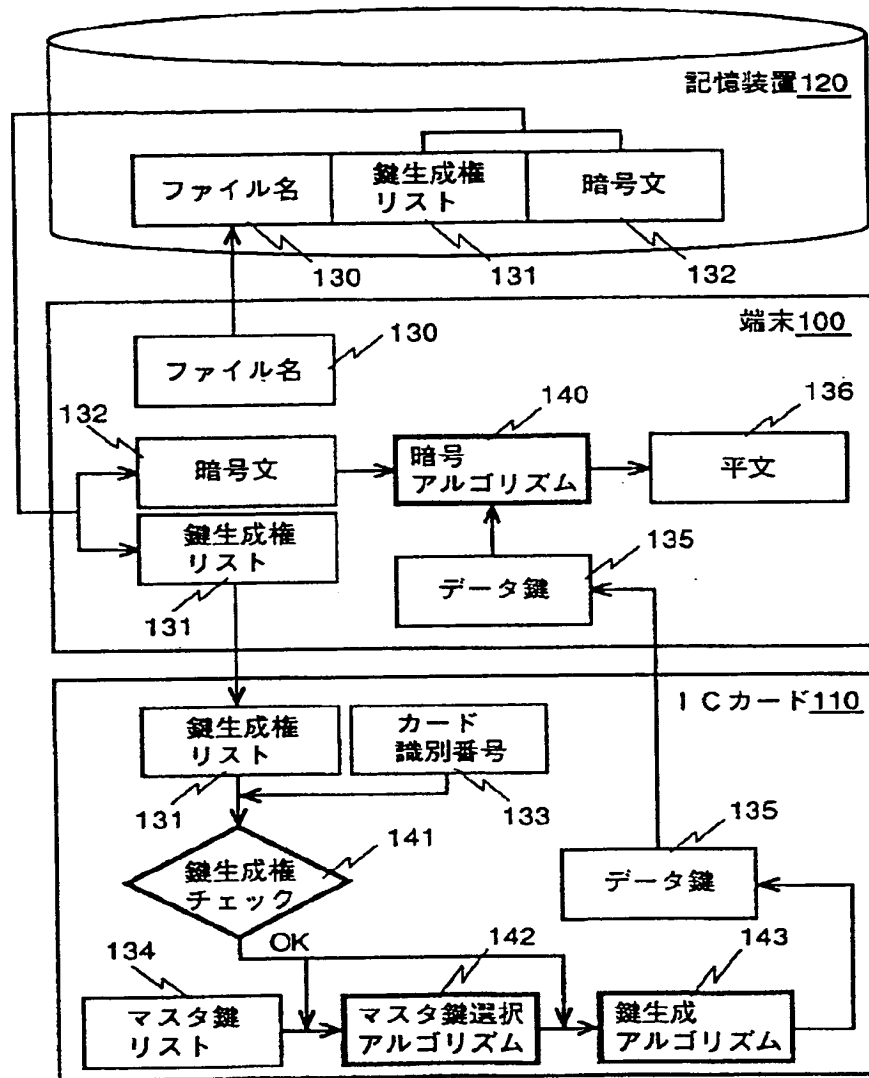 記憶装置120
ファイル名
鍵生成権
リスト
暗号文
130
131
132
端末100
ファイル名
130
132
暗号文
140
暗号
アルゴリズム
136
平文
鍵生成権
リスト
131
135
データ鍵
ICカード110
鍵生成権
リスト
131
カード
識別番号
133
141
鍵生成権
チェック
135
データ鍵
OK
134
マスタ鍵
リスト
142
マスタ鍵選択
アルゴリズム
143
鍵生成
アルゴリズム